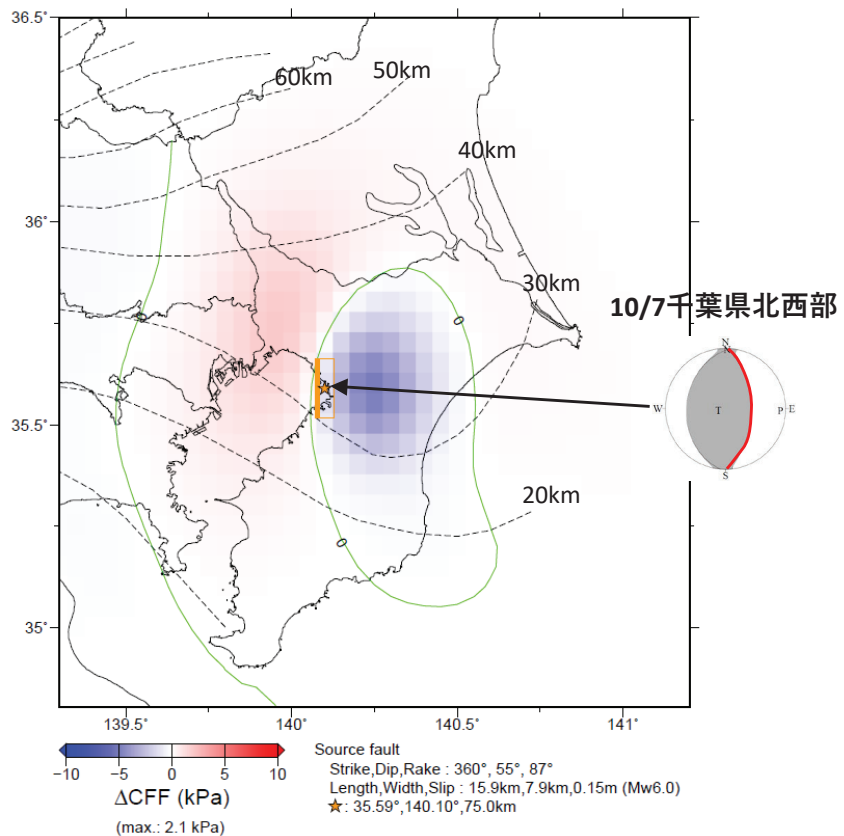 36.5°
60km
50km
40km
36°
30km
10/7千葉県北西部
0
0
N
N
W
T
P
E
S
35.5°
20km
0
35°
139.5°
140°
140.5°
141°
−10
−5
0
5
10
ΔCFF (kPa)
(max.: 2.1 kPa)
Source fault
Strike,Dip,Rake : 360°, 55°, 87°
Length,Width,Slip : 15.9km,7.9km,0.15m (Mw6.0)
☆: 35.59°,140.10°,75.0km